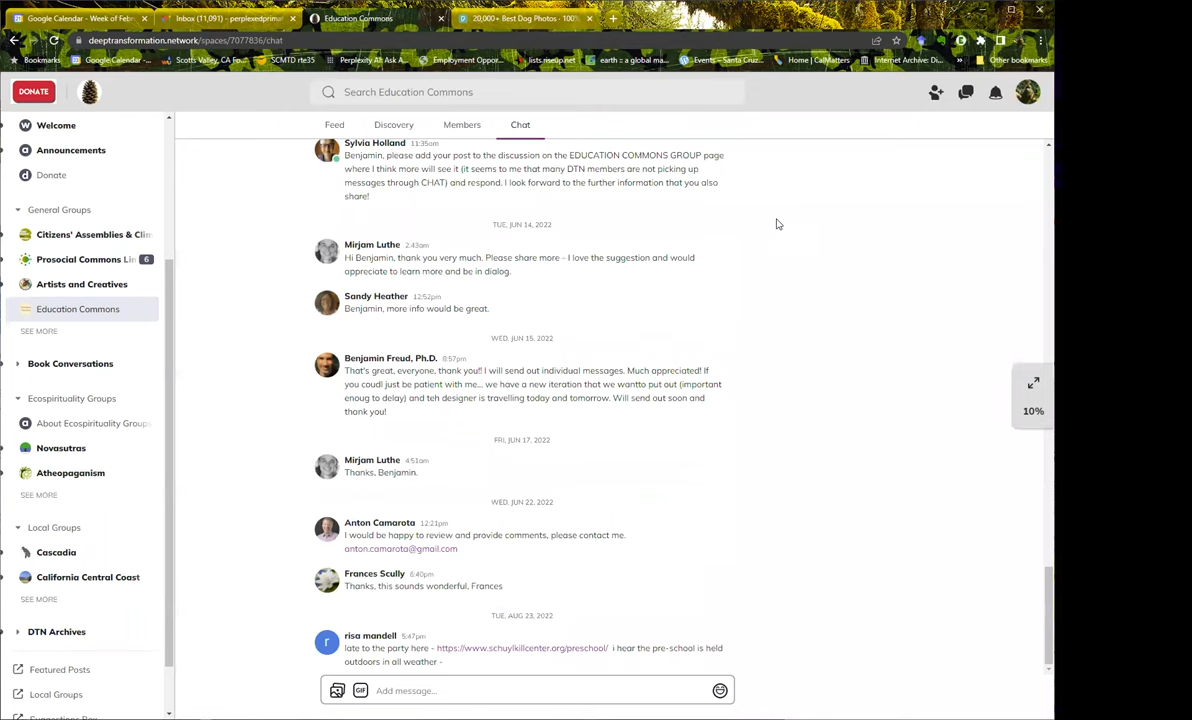 Google Calendar - Week of Feb
Inbox (11,091) - perplexedprim
Education Commons
20,000+ Best Dog Photos · 100%
deeptransformation.network/spaces/7077836/chat
Bookmarks
Google Calendar -...
Scotts Valley, CA Fo...
SCMTD rte35
Perplexity AI: Ask A...
Employment Oppor...
lists.nseup.net
earth :: a global ma...
Events – Santa Cruz...
Home | CalMatters
Internet Archive: Di...
»
Other bookmarks
DONATE
Search Education Commons
Feed
Discovery
Members
Chat
Welcome
Announcements
Donate
General Groups
Citizens' Assemblies & Clim
Prosocial Commons Lin
6
Artists and Creatives
Education Commons
SEE MORE
Book Conversations
Ecospirituality Groups
About Ecospirituality Groups
Novasutras
Atheopaganism
SEE MORE
Local Groups
Cascadia
California Central Coast
SEE MORE
DTN Archives
Featured Posts
Local Groups
Suggestions Box
Sylvia Holland 11:35am
Benjamin, please add your post to the discussion on the EDUCATION COMMONS GROUP page
where I think more will see it (it seems to me that many DTN members are not picking up
messages through CHAT) and respond. I look forward to the further information that you also
share!
TUE, JUN 14, 2022
Mirjam Luthe 2:43am
Hi Benjamin, thank you very much. Please share more - I love the suggestion and would
appreciate to learn more and be in dialog.
Sandy Heather 12:52pm
Benjamin, more info would be great.
WED, JUN 15, 2022
Benjamin Freud, Ph.D. 8:57pm
That's great, everyone, thank you!! I will send out individual messages. Much appreciated! If
you coudl just be patient with me... we have a new iteration that we wantto put out (important
enoug to delay) and teh designer is travelling today and tomorrow. Will send out soon and
thank you!
FRI, JUN 17, 2022
Mirjam Luthe 4:51am
Thanks, Benjamin.
WED, JUN 22, 2022
Anton Camarota 12:21pm
I would be happy to review and provide comments, please contact me.
anton.camarota@gmail.com
Frances Scully 6:40pm
Thanks, this sounds wonderful, Frances
TUE, AUG 23, 2022
r
risa mandell 5:47pm
late to the party here - https://www.schuylkillcenter.org/preschool/ i hear the pre-school is held
outdoors in all weather -
GIF
Add message...
10%